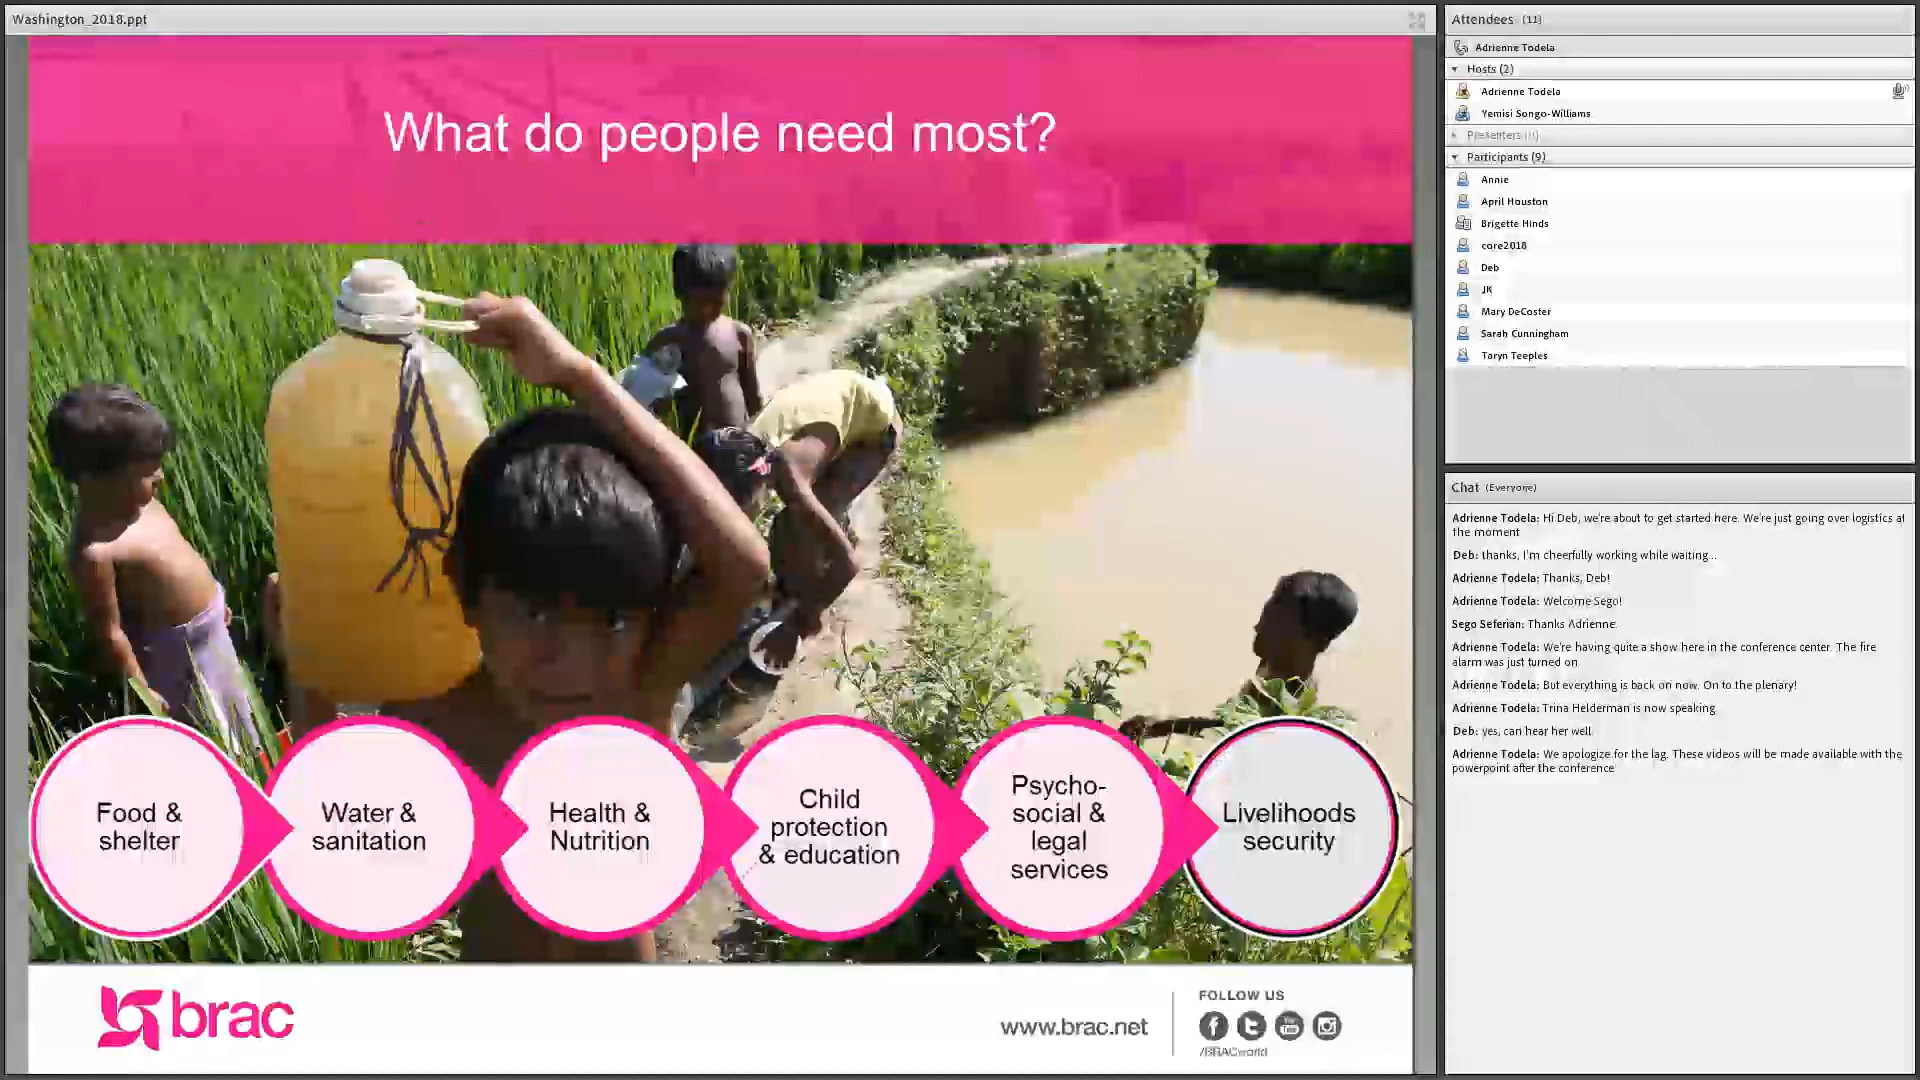 Washington_2018.ppt
What do people need most?
Food &
shelter
Water &
sanitation
Health &
Nutrition
Child
protection
& education
Psycho-
social &
legal
services
Livelihoods
security
brac
www.brac.net
FOLLOW US
You
/BRACworld
Attendees (11)
Adrienne Todela
Hosts (2)
Adrienne Todela
Yemisi Songo-Williams
Presenters (0)
Participants (9)
Annie
April Houston
Brigette Hinds
core2018
Deb
JK
Mary DeCoster
Sarah Cunningham
Taryn Teeples
Chat (Everyone)
Adrienne Todela: Hi Deb, we're about to get started here. We're just going over logistics at
the moment
Deb: thanks, I'm cheerfully working while waiting...
Adrienne Todela: Thanks, Deb!
Adrienne Todela: Welcome Sego!
Sego Seferian: Thanks Adrienne.
Adrienne Todela: We're having quite a show here in the conference center. The fire
alarm was just turned on.
Adrienne Todela: But everything is back on now. On to the plenary!
Adrienne Todela: Trina Helderman is now speaking
Deb: yes, can hear her well.
Adrienne Todela: We apologize for the lag. These videos will be made available with the
powerpoint after the conference